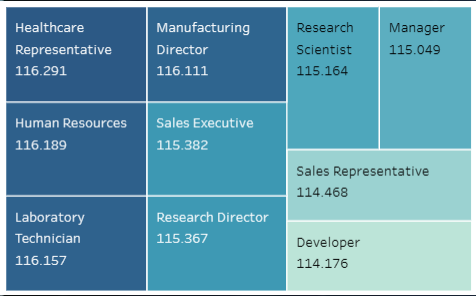 Healthcare
Representative
116.291
Manufacturing
Director
116.111
Research
Scientist
115.164
Manager
115.049
Human Resources
116.189
Sales Executive
115.382
Sales Representative
114.468
Laboratory
Technician
116.157
Research Director
115.367
Developer
114.176